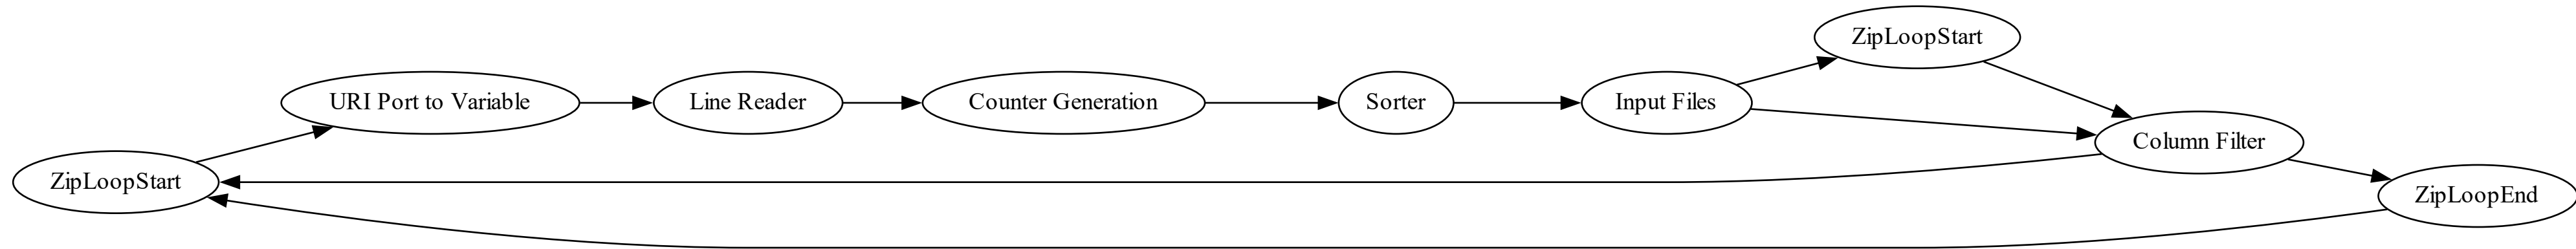 ZipLoopStart
URI Port to Variable
Line Reader
Counter Generation
Sorter
Input Files
ZipLoopStart
Column Filter
ZipLoopEnd